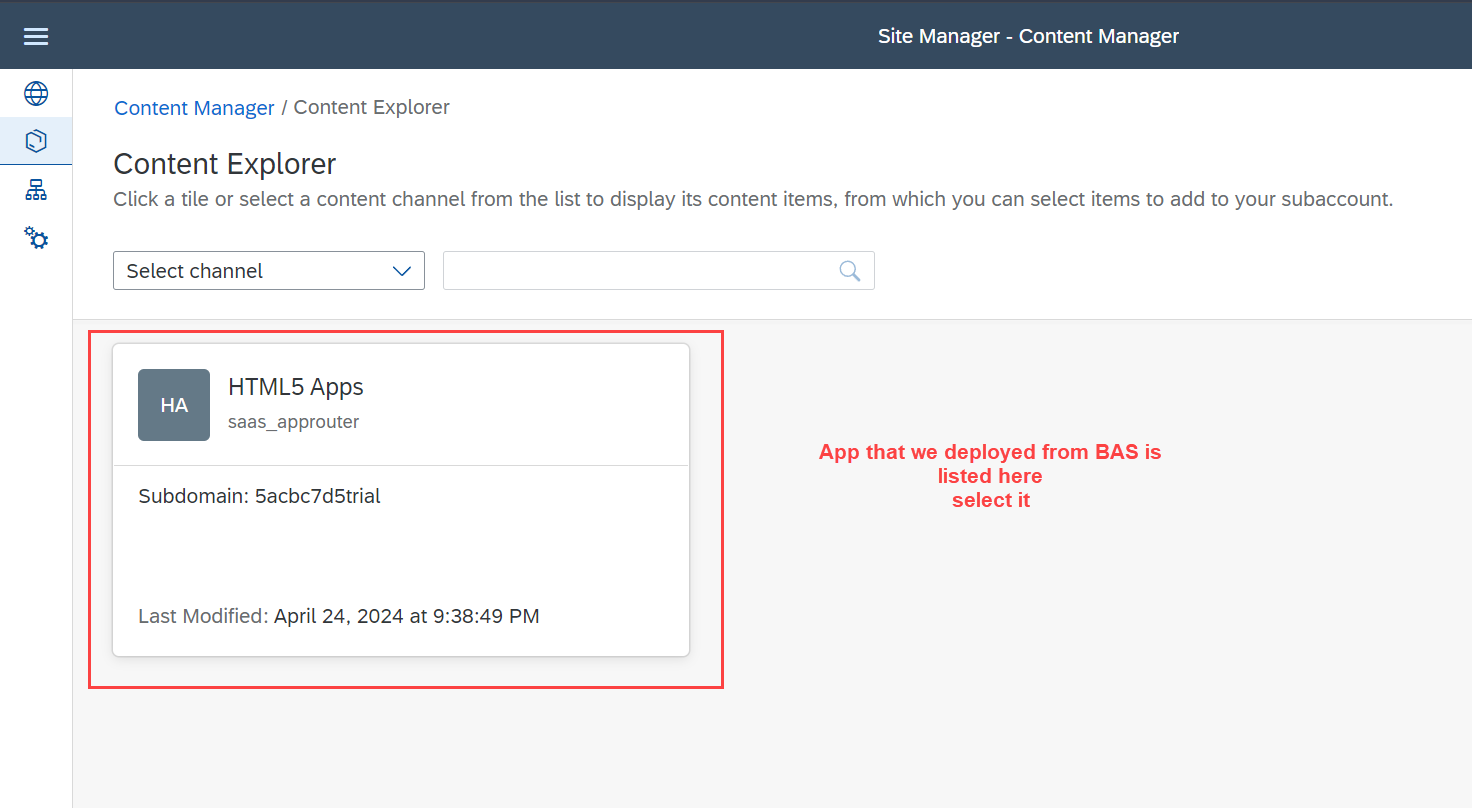 Site Manager - Content Manager
Content Manager / Content Explorer
Content Explorer
Click a tile or select a content channel from the list to display its content items, from which you can select items to add to your subaccount.
Select channel
HA
HTML5 Apps
saas_approuter
Subdomain: 5acbc7d5trial
Last Modified: April 24, 2024 at 9:38:49 PM
App that we deployed from BAS is
listed here
select it